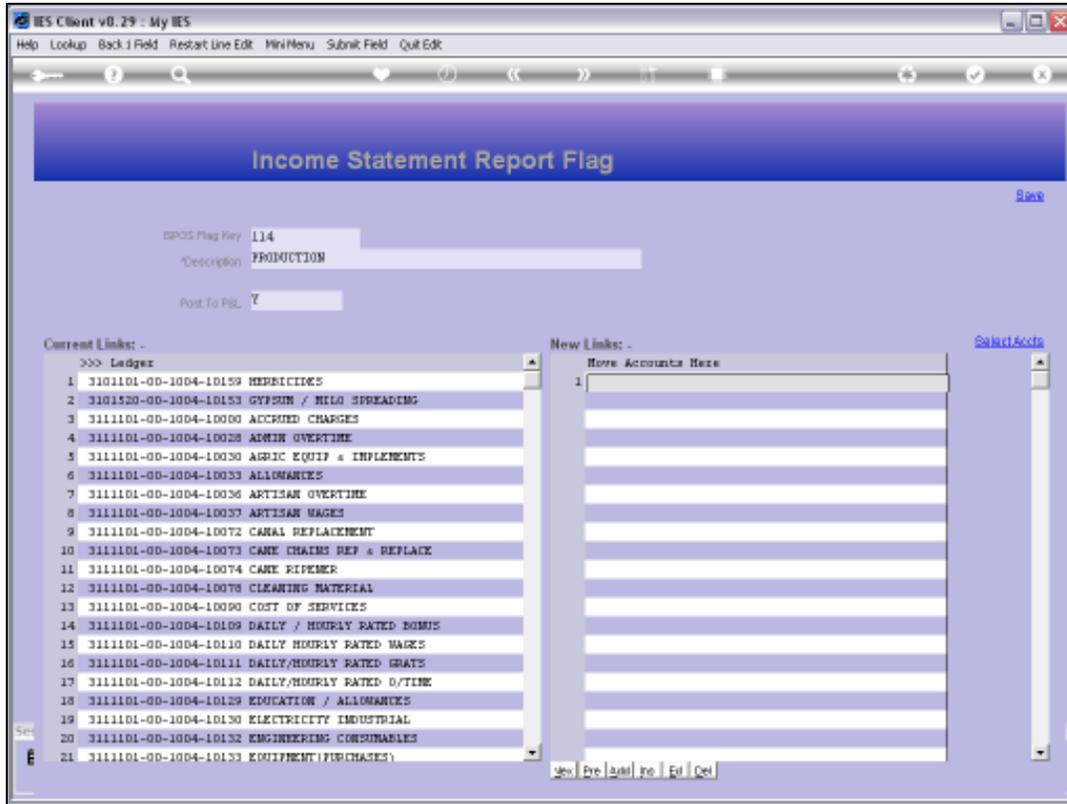 IES Client v8.29 : My IES
Help Lookup Back 1 Field Restart Line Edit Mini Menu Submit Field Quit Edit
Income Statement Report Flag
Save
ISPOS Flag Key 114
*Description PRODUCTION
Post To P&L Y
Current Links: -
>>> Ledger
1 3101101-00-1004-10159 HERBICIDES
2 3101520-00-1004-10153 GYPSUM / MILO SPREADING
3 3111101-00-1004-10000 ACCRUED CHARGES
4 3111101-00-1004-10028 ADMIN OVERTIME
5 3111101-00-1004-10030 AGRIC EQUIP & IMPLEMENTS
6 3111101-00-1004-10033 ALLOWANCES
7 3111101-00-1004-10036 ARTISAN OVERTIME
8 3111101-00-1004-10037 ARTISAN WAGES
9 3111101-00-1004-10072 CANAL REPLACEMENT
10 3111101-00-1004-10073 CANE CHAINS REP & REPLACE
11 3111101-00-1004-10074 CANE RIPENER
12 3111101-00-1004-10078 CLEANING MATERIAL
13 3111101-00-1004-10090 COST OF SERVICES
14 3111101-00-1004-10109 DAILY / HOURLY RATED BONUS
15 3111101-00-1004-10110 DAILY HOURLY RATED WAGES
16 3111101-00-1004-10111 DAILY/HOURLY RATED GRATS
17 3111101-00-1004-10112 DAILY/HOURLY RATED O/TIME
18 3111101-00-1004-10129 EDUCATION / ALLOWANCES
19 3111101-00-1004-10130 ELECTRICITY INDUSTRIAL
20 3111101-00-1004-10132 ENGINEERING CONSUMABLES
21 3111101-00-1004-10133 EQUIPMENT(PURCHASES)
New Links: -
Select Accts
Move Accounts Here
1
Nex Pre Add Ins Ed Del